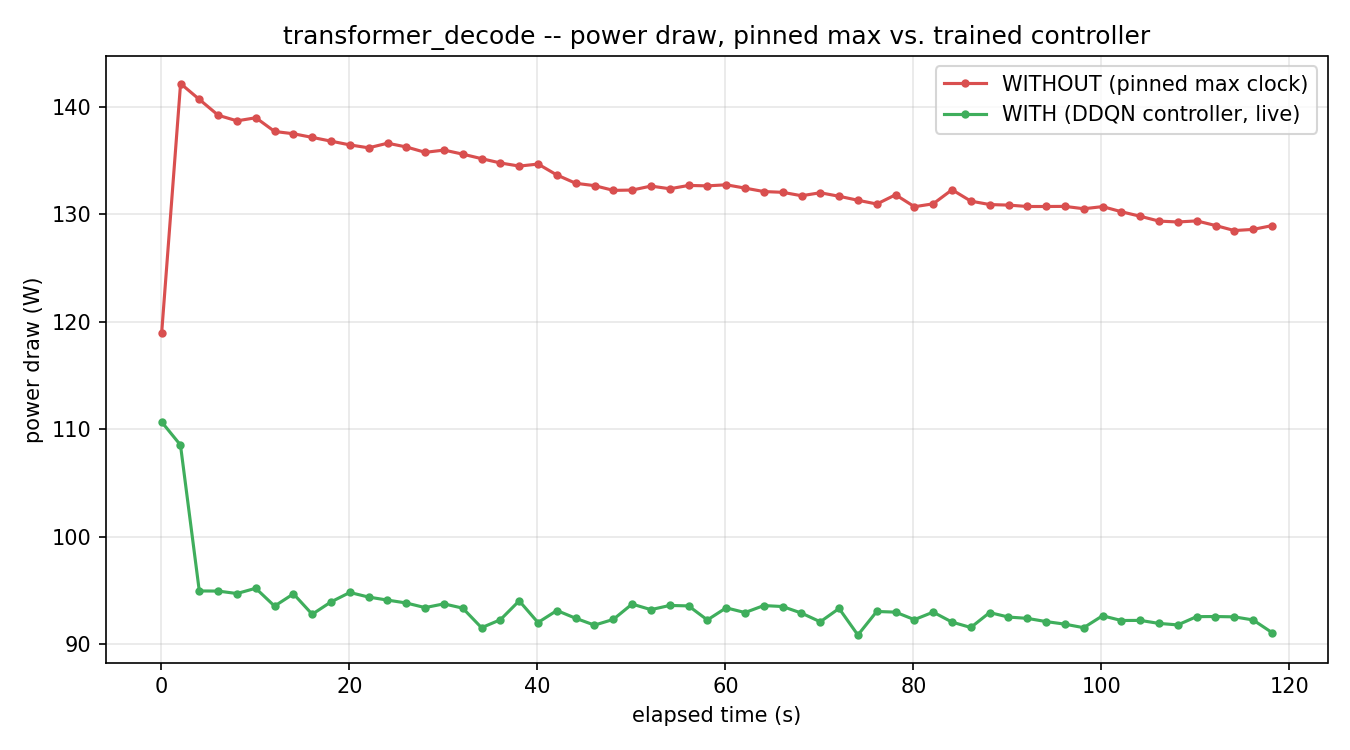 transformer_decode -- power draw, pinned max vs. trained controller
WITHOUT (pinned max clock)
WITH (DDQN controller, live)
power draw (W)
140
130
120
110
100
90
0 20 40 60 80 100 120
elapsed time (s)